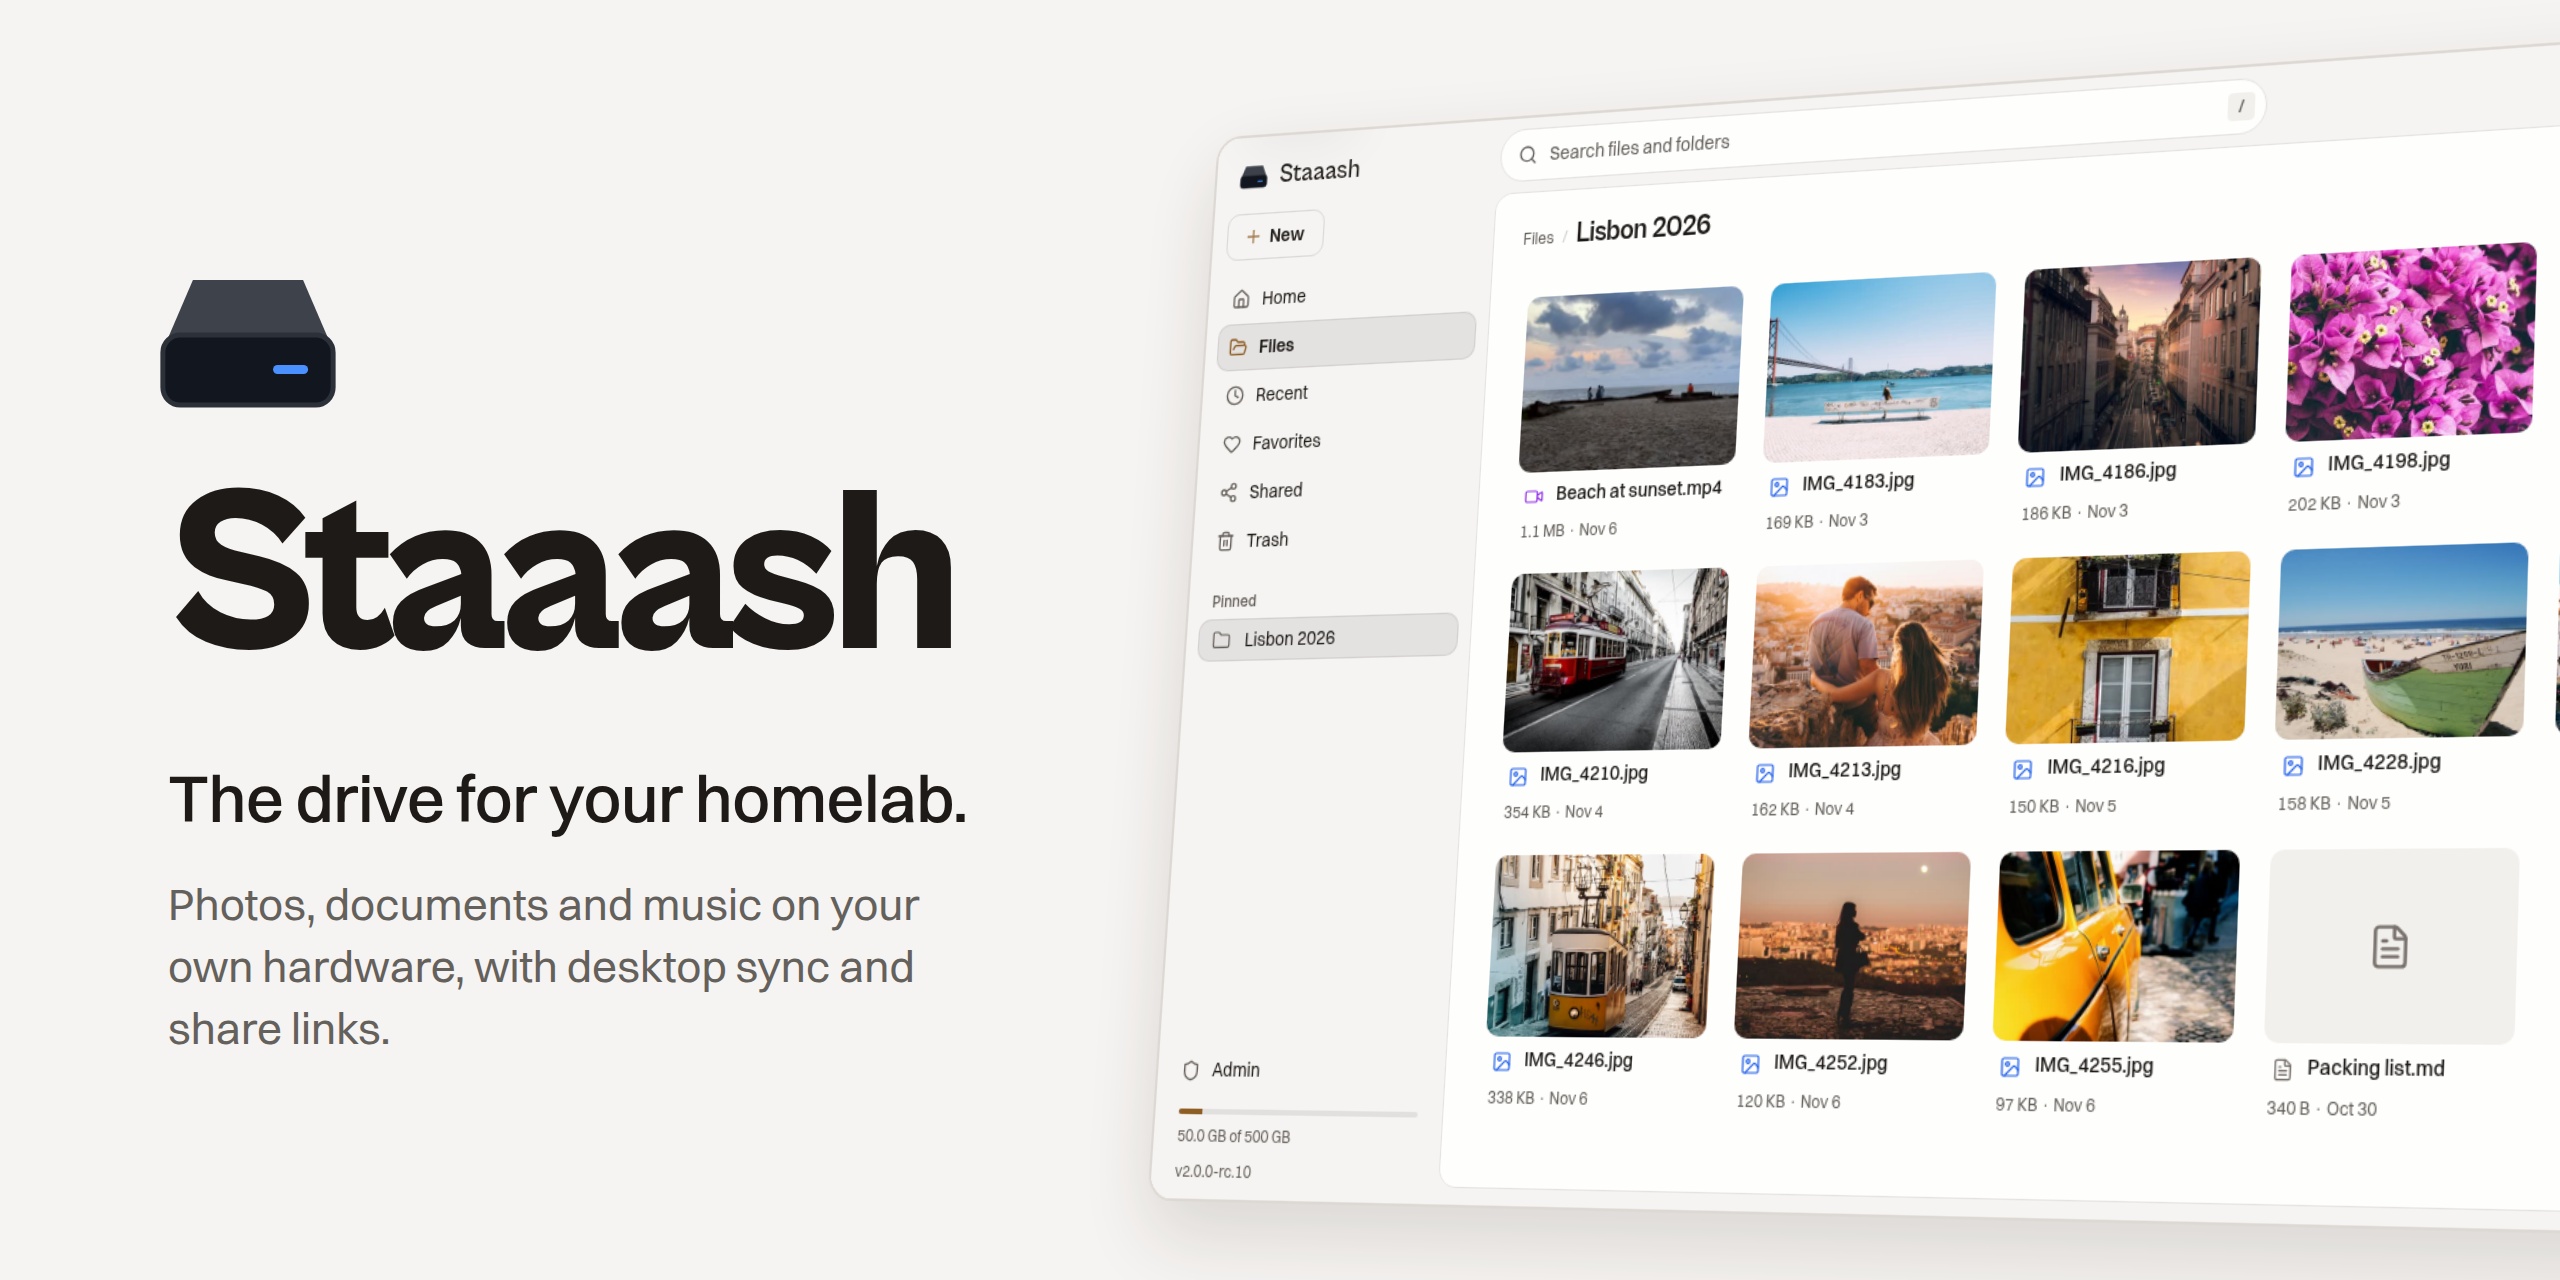 Staaash
The drive for your homelab.
Photos, documents and music on your
own hardware, with desktop sync and
share links.
Staaash
Search files and folders
/
New
Home
Files
Recent
Favorites
Shared
Trash
Pinned
Lisbon 2026
Admin
50.0 GB of 500 GB
v2.0.0-rc.10
Files / Lisbon 2026
Beach at sunset.mp4
1.1 MB · Nov 6
IMG_4183.jpg
169 KB · Nov 3
IMG_4186.jpg
186 KB · Nov 3
IMG_4198.jpg
202 KB · Nov 3
IMG_4210.jpg
354 KB · Nov 4
IMG_4213.jpg
162 KB · Nov 4
IMG_4216.jpg
150 KB · Nov 5
IMG_4228.jpg
158 KB · Nov 5
IMG_4246.jpg
338 KB · Nov 6
IMG_4252.jpg
120 KB · Nov 6
IMG_4255.jpg
97 KB · Nov 6
Packing list.md
340 B · Oct 30